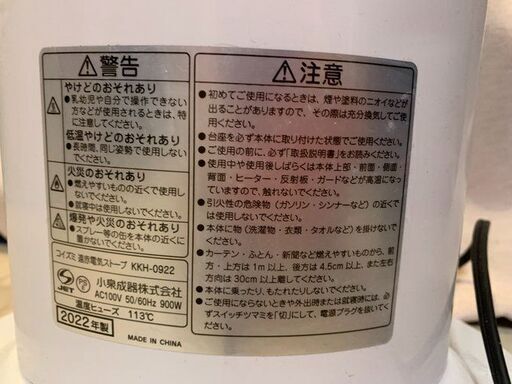 ⚠警告
やけどのおそれあり
●乳幼児や自分で操作できない
方などが使用されるときは、特
に注意してください。
低温やけどのおそれあり
●長時間、同じ姿勢で使用しない
でください。
火災のおそれあり
●燃えやすいものの近くで使用し
ないでください。
●就寝中は使用しないでください。
爆発や火災のおそれあり
●スプレー等の缶を本体の近くに
置かないでください。
コイズミ 遠赤電気ストーブ KKH-0922
JET
PS
E
小泉成器株式会社
AC100V 50/60Hz 900W
温度ヒューズ 113℃
2022年製
MADE IN CHINA
⚠注意
●初めてご使用になるときは、煙や塗料のニオイなどが
出ることがありますので、その際は充分換気してご使
用ください。
●台座を必ず本体に取り付けた状態でご使用ください。
●ご使用の前に、必ず「取扱説明書」をお読みください。
●使用中や使用後しばらくは本体上部・前面・側面・
背面・ヒーター・反射板・ガードなどが高温になっ
ていますので、触れないでください。
●引火性の危険物(ガソリン・シンナーなど)の近くで
は使用しないでください。
●本体に物(洗濯物・衣類・タオルなど)を掛けないで
ください。
●カーテン・ふとん・新聞など燃えやすいものから、前
方・上方は1m以上、後方は4.5cm以上、また左右
方向は30cm以上離してください。
●本体に乗ったり、もたれたりしないでください。
●ご使用にならないときや外出時または就寝時には、必
ずスイッチツマミを「切」にして、電源プラグを抜いてく
ださい。